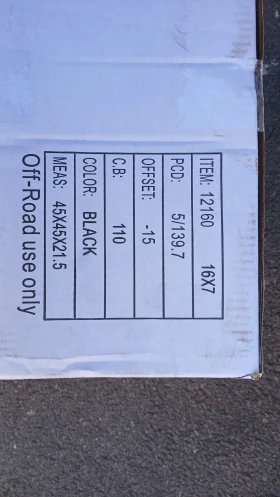 ITEM: 12160 16X7
PCD: 5/139.7
OFFSET: -15
C.B: 110
COLOR: BLACK
MEAS: 45X45X21.5
Off-Road use only